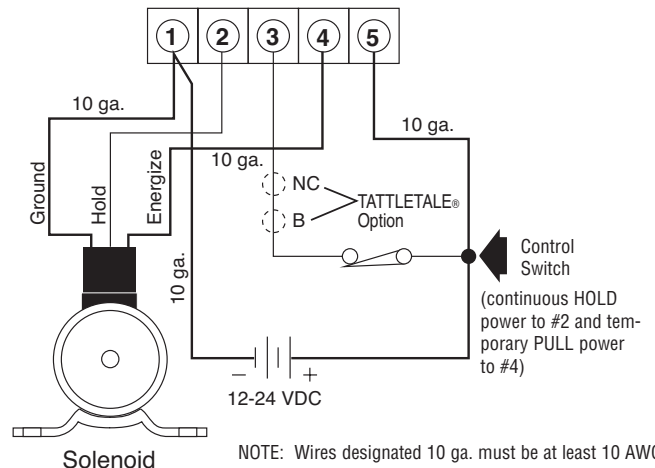 1 2 3 4 5
10 ga.
10 ga.
10 ga.
10 ga.
Ground
Hold
Energize
NC
B
TATTLETALE®
Option
Control
Switch
(continuous HOLD
power to #2 and tem-
porary PULL power
to #4)
– +
12-24 VDC
Solenoid
NOTE: Wires designated 10 ga. must be at least 10 AWG